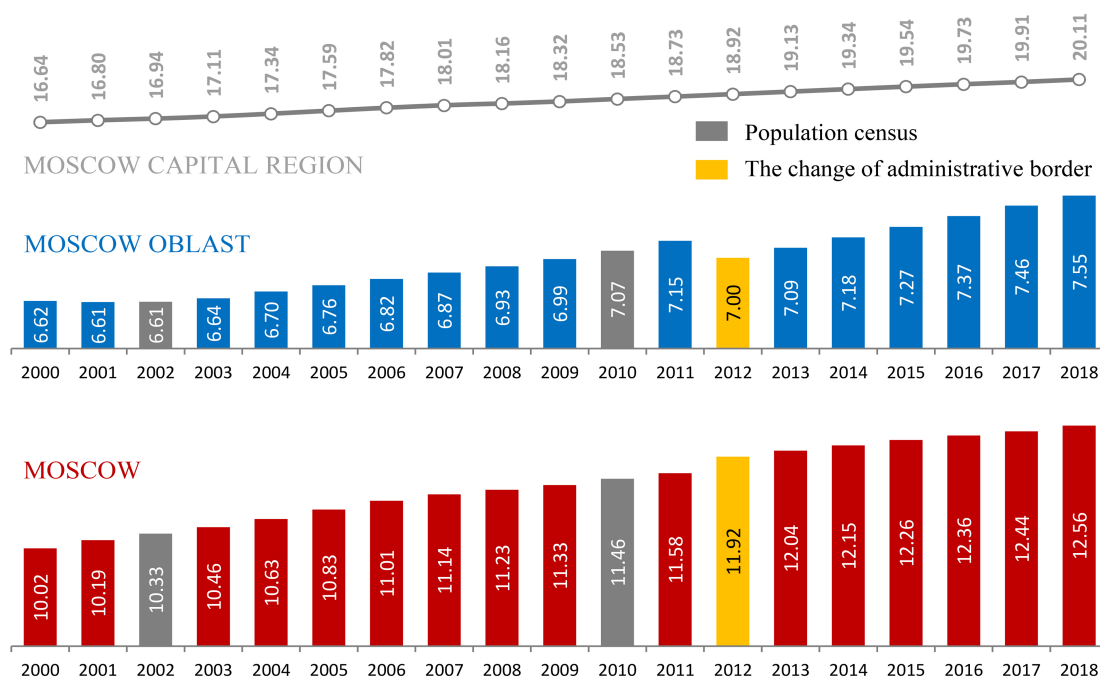 16.64 16.80 16.94 17.11 17.34 17.59 17.82 18.01 18.16 18.32 18.53 18.73 18.92 19.13 19.34 19.54 19.73 19.91 20.11
Population census
MOSCOW CAPITAL REGION
The change of administrative border
MOSCOW OBLAST
6.62 6.61 6.61 6.64 6.70 6.76 6.82 6.87 6.93 6.99 7.07 7.15 7.00 7.09 7.18 7.27 7.37 7.46 7.55
2000 2001 2002 2003 2004 2005 2006 2007 2008 2009 2010 2011 2012 2013 2014 2015 2016 2017 2018
MOSCOW
10.02 10.19 10.33 10.46 10.63 10.83 11.01 11.14 11.23 11.33 11.46 11.58 11.92 12.04 12.15 12.26 12.36 12.44 12.56
2000 2001 2002 2003 2004 2005 2006 2007 2008 2009 2010 2011 2012 2013 2014 2015 2016 2017 2018